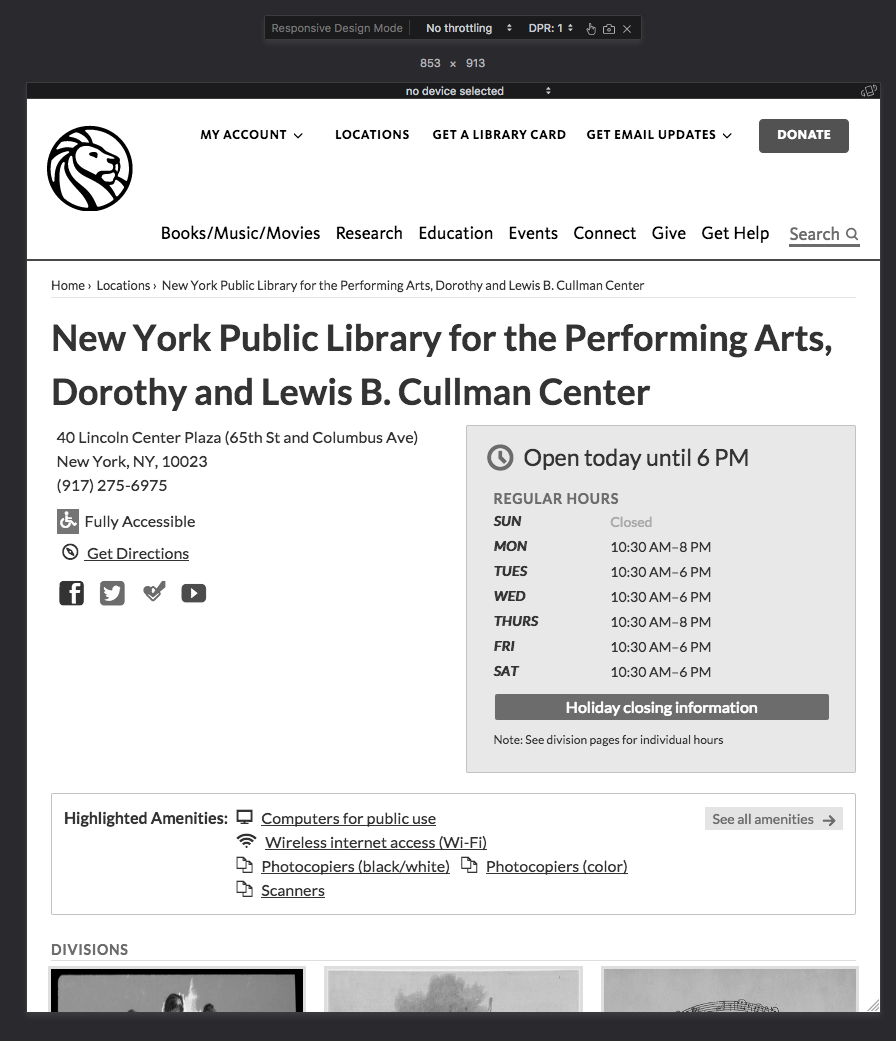 Responsive Design Mode No throttling DPR: 1
853 × 913
no device selected
MY ACCOUNT LOCATIONS GET A LIBRARY CARD GET EMAIL UPDATES DONATE
Books/Music/Movies Research Education Events Connect Give Get Help Search
Home › Locations › New York Public Library for the Performing Arts, Dorothy and Lewis B. Cullman Center
New York Public Library for the Performing Arts,
Dorothy and Lewis B. Cullman Center
40 Lincoln Center Plaza (65th St and Columbus Ave)
New York, NY, 10023
(917) 275-6975
Fully Accessible
Get Directions
Open today until 6 PM
REGULAR HOURS
SUN Closed
MON 10:30 AM–8 PM
TUES 10:30 AM–6 PM
WED 10:30 AM–6 PM
THURS 10:30 AM–8 PM
FRI 10:30 AM–6 PM
SAT 10:30 AM–6 PM
Holiday closing information
Note: See division pages for individual hours
Highlighted Amenities: Computers for public use See all amenities →
Wireless internet access (Wi-Fi)
Photocopiers (black/white) Photocopiers (color)
Scanners
DIVISIONS